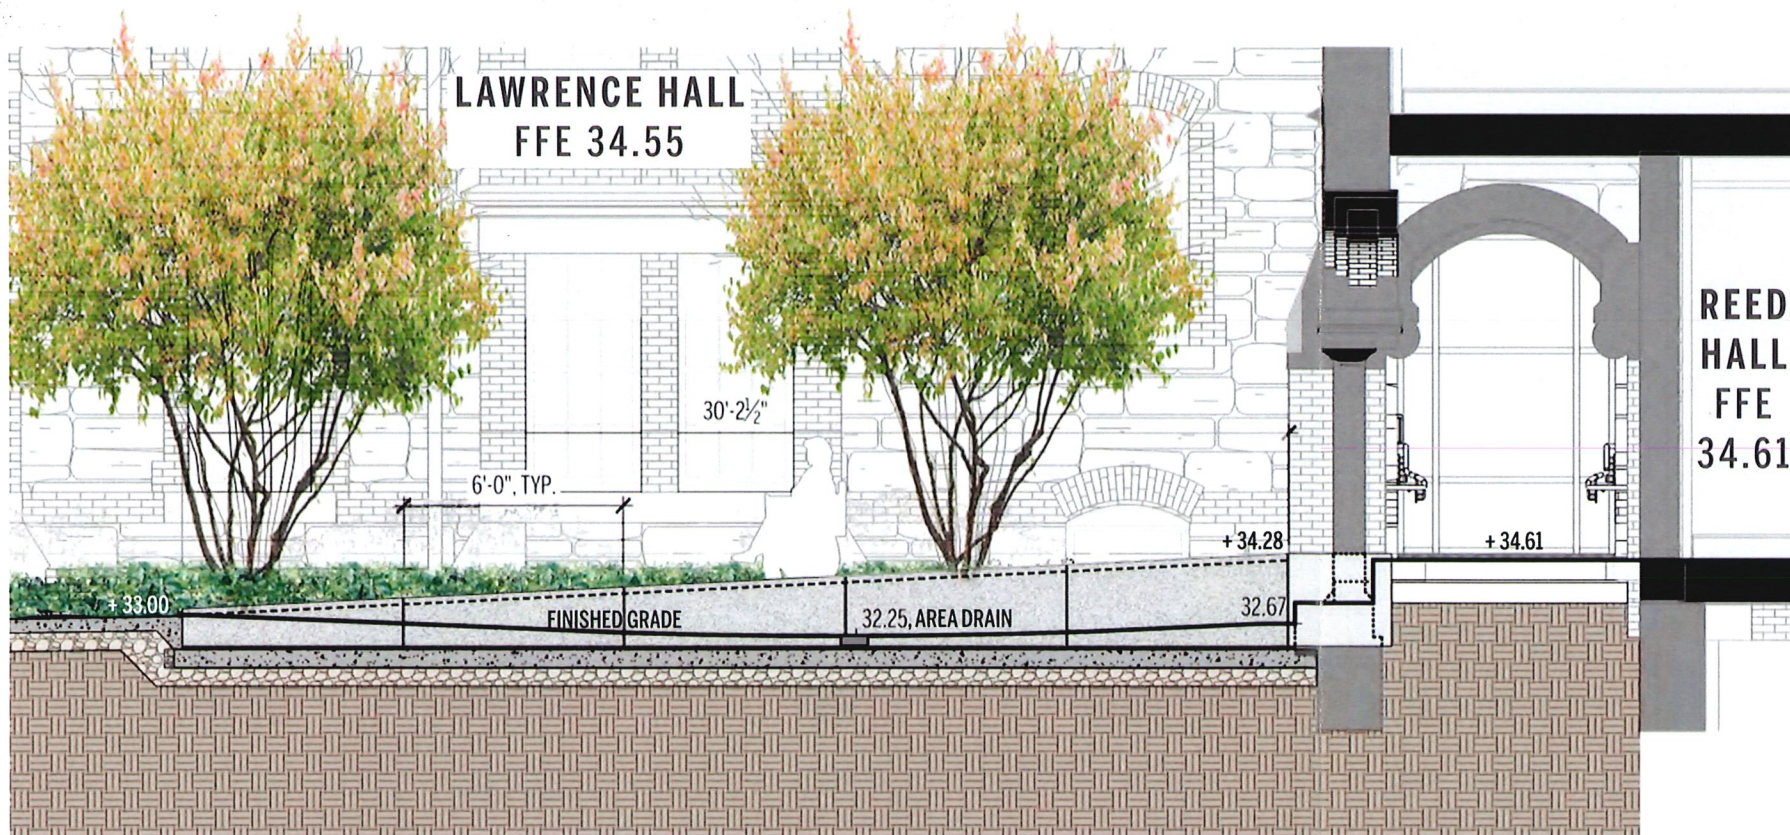 LAWRENCE HALL
FFE 34.55
REED
HALL
FFE
34.61
30'-2½"
6'-0", TYP.
+ 34.28
+ 34.61
+ 33.00
FINISHED GRADE
32.25, AREA DRAIN
32.67